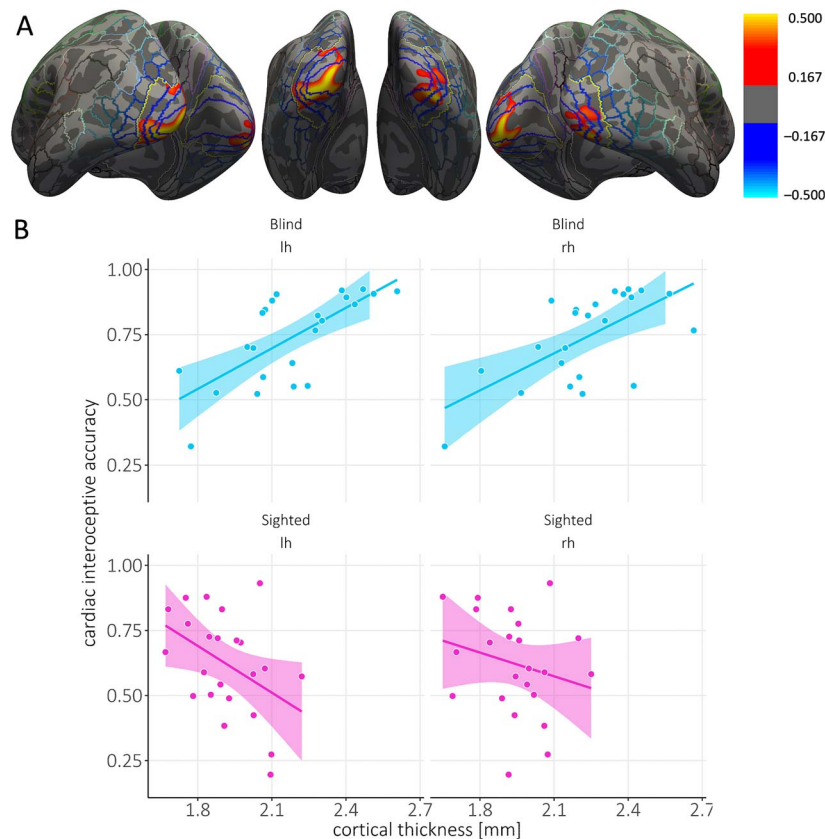 A
0.500
0.167
−0.167
−0.500
B
Blind
lh
Blind
rh
1.00
0.75
0.50
0.25
cardiac interoceptive accuracy
Sighted
lh
Sighted
rh
1.00
0.75
0.50
0.25
1.8 2.1 2.4 2.7
1.8 2.1 2.4 2.7
cortical thickness [mm]